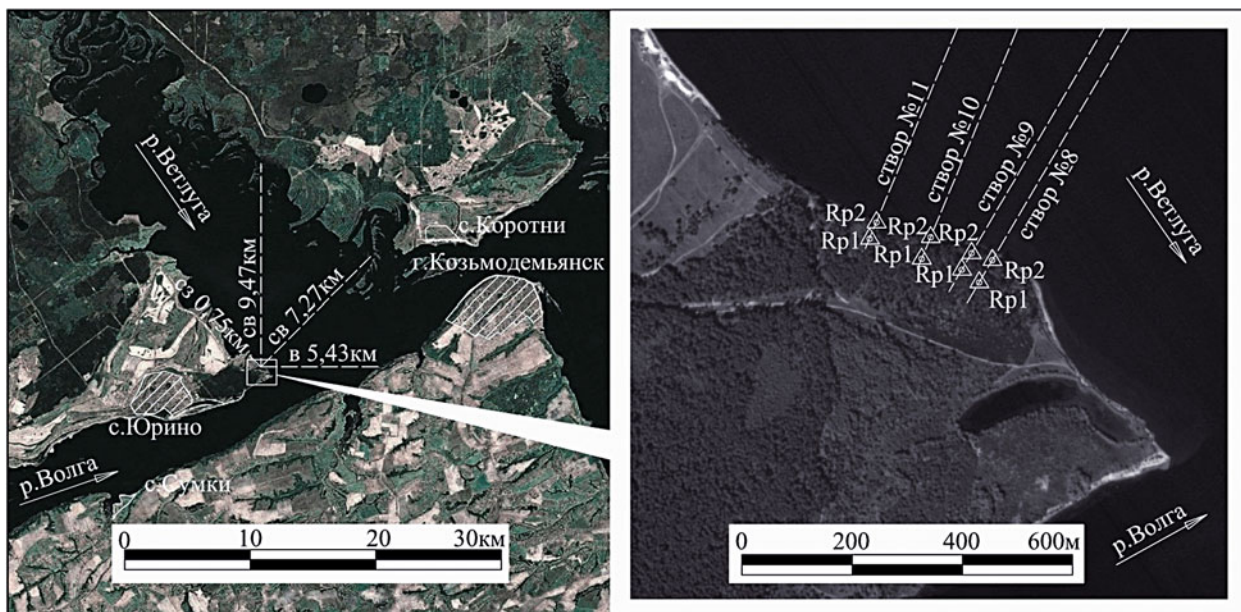 р.Ветлуга
с.Коротни
г.Козьмодемьянск
сз 0,75км
св 9,47км
св 7,27км
в 5,43км
с.Юрино
р.Волга
с.Сумки
0 10 20 30км
створ №11
створ №10
створ №9
створ №8
р.Ветлуга
Rp2
Rp1
Rp2
Rp1
Rp2
Rp1
Rp2
Rp1
р.Волга
0 200 400 600м